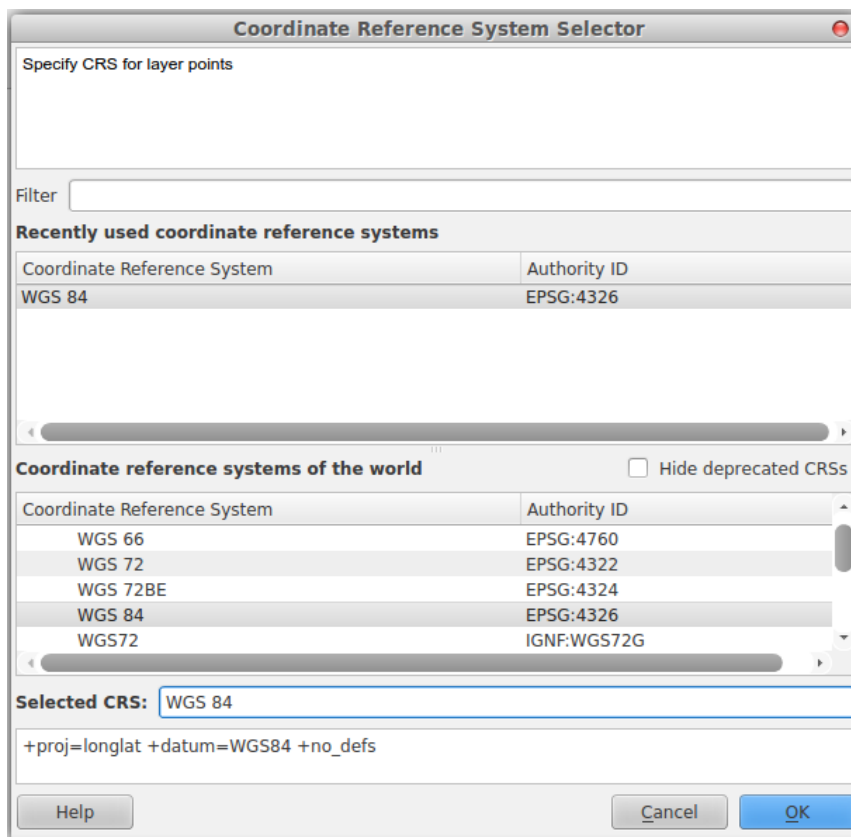 Coordinate Reference System Selector
Specify CRS for layer points
Filter
Recently used coordinate reference systems
Coordinate Reference System Authority ID
WGS 84 EPSG:4326
Coordinate reference systems of the world Hide deprecated CRSs
Coordinate Reference System Authority ID
WGS 66 EPSG:4760
WGS 72 EPSG:4322
WGS 72BE EPSG:4324
WGS 84 EPSG:4326
WGS72 IGNF:WGS72G
Selected CRS: WGS 84
+proj=longlat +datum=WGS84 +no_defs
Help Cancel OK